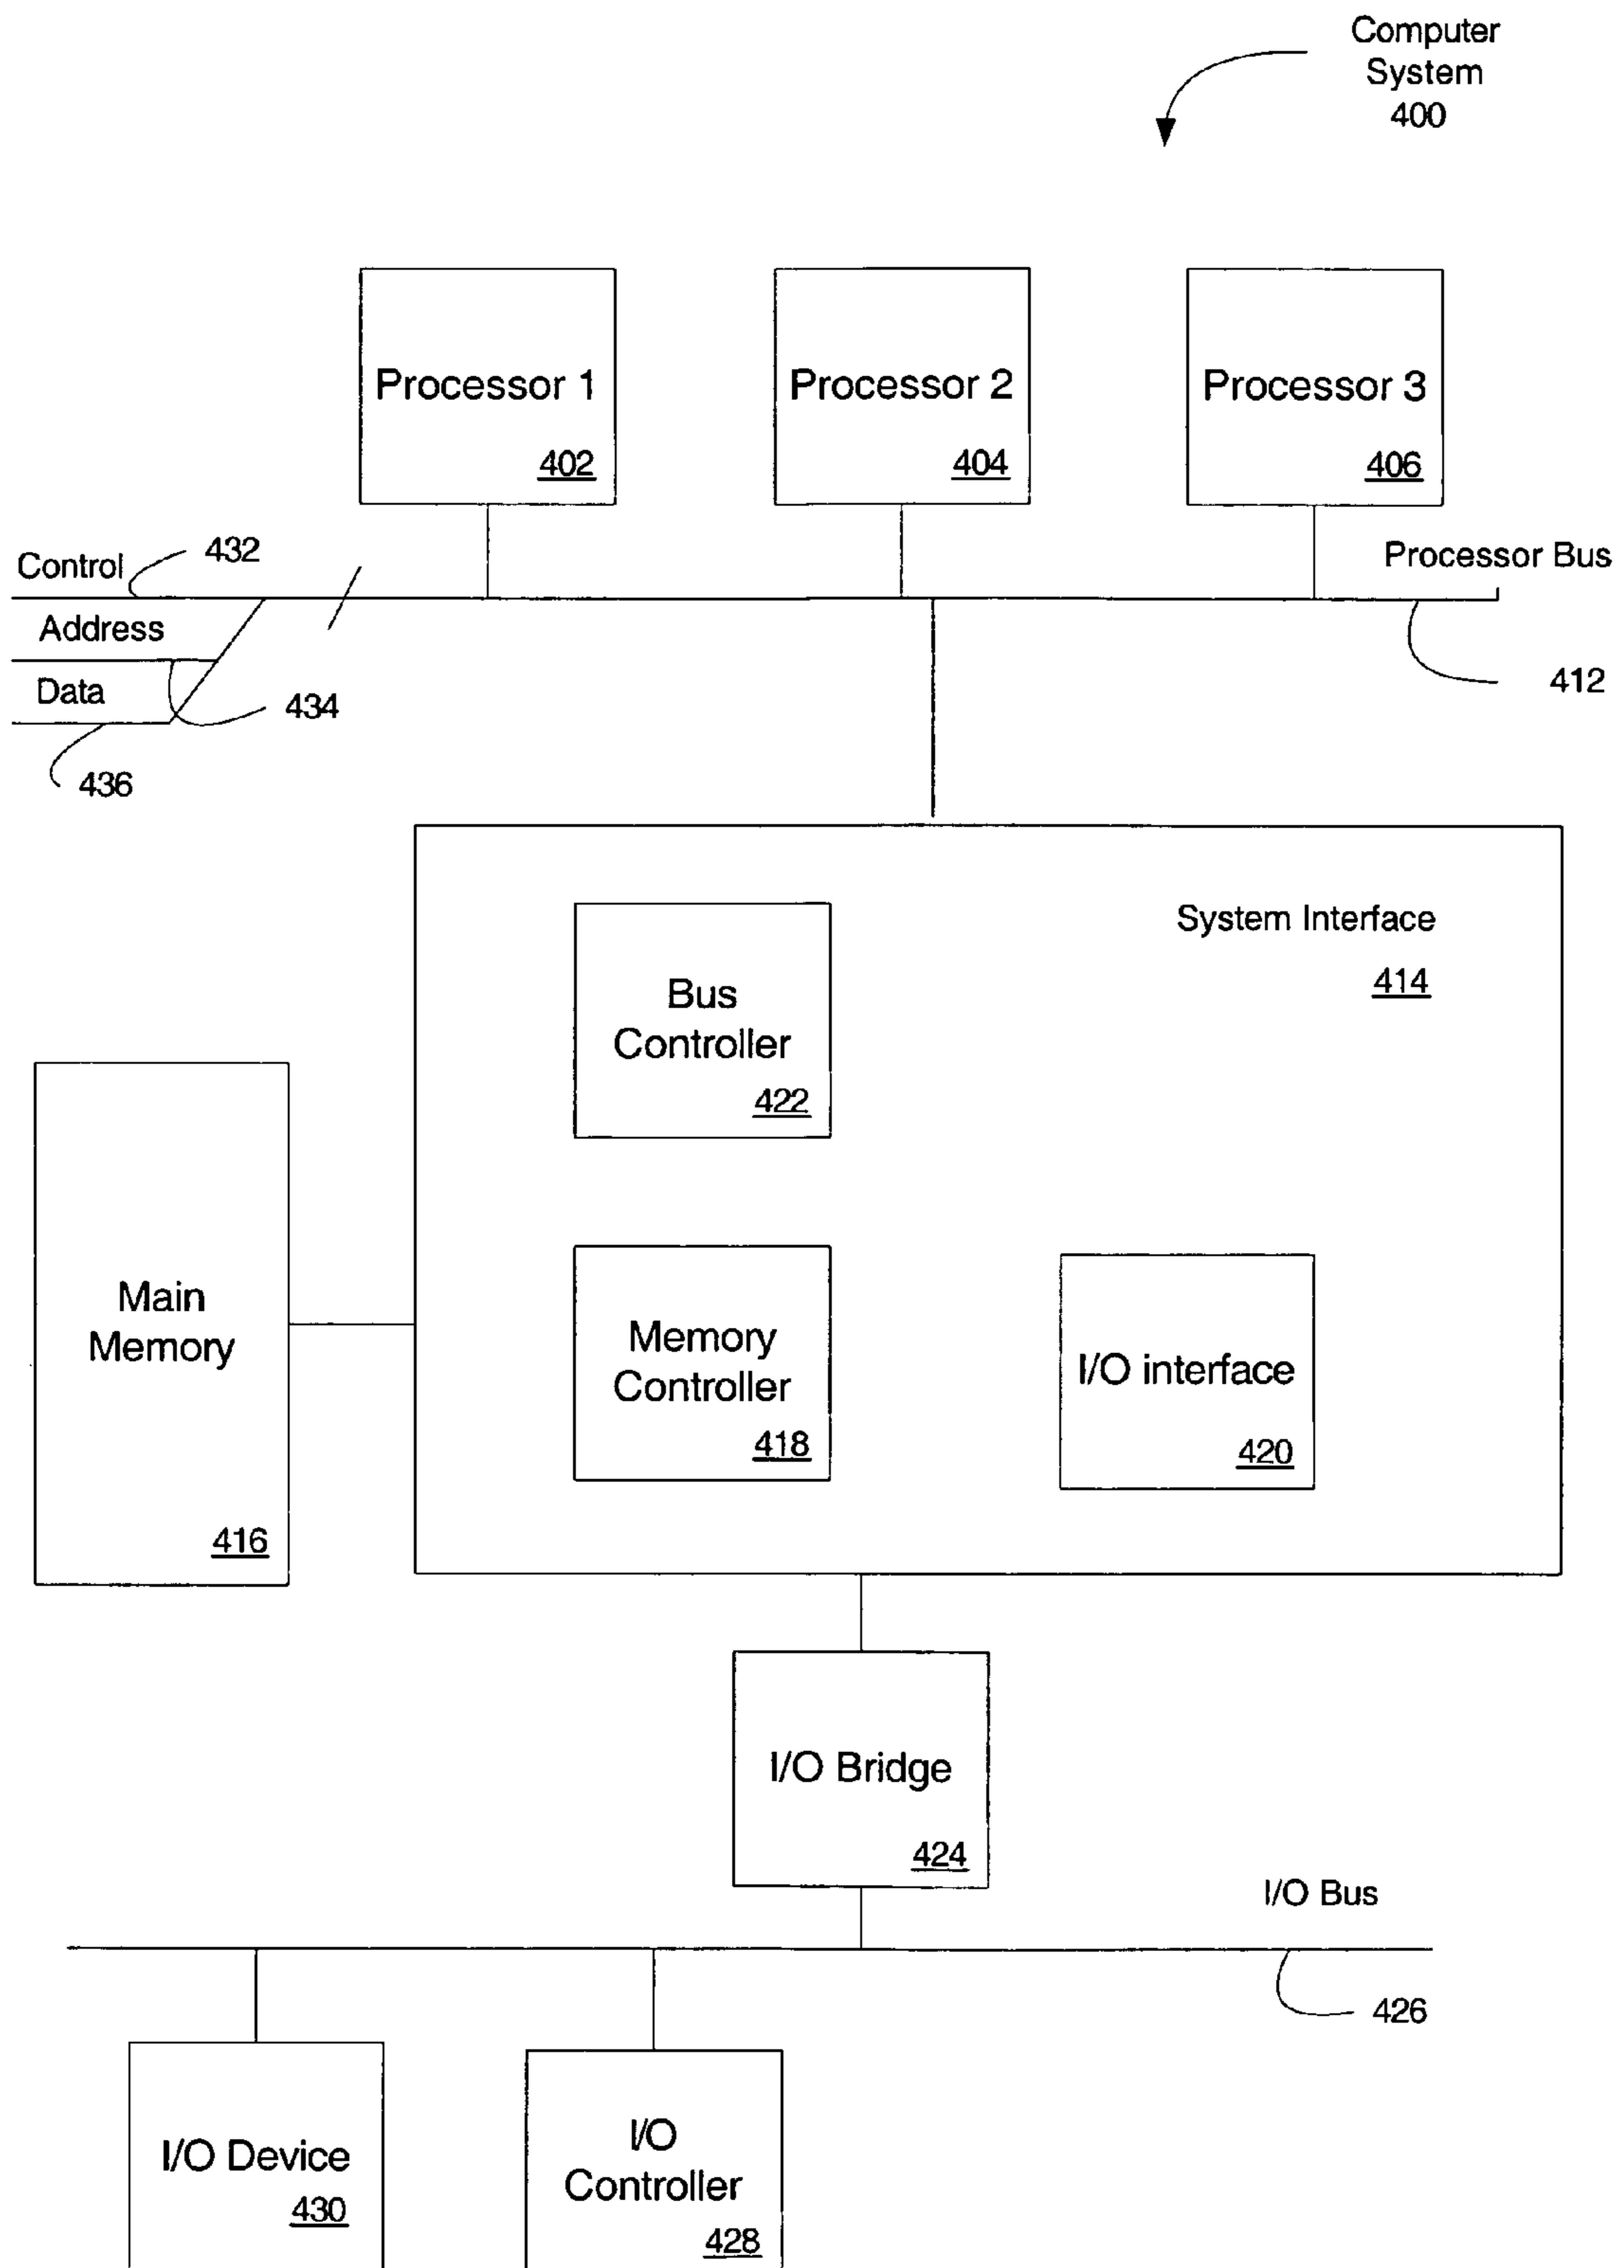 Computer
System
400
Processor 1
402
Processor 2
404
Processor 3
406
Control
432
Processor Bus
Address
Data
434
412
436
System Interface
414
Bus
Controller
422
Main
Memory
416
Memory
Controller
418
I/O interface
420
I/O Bridge
424
I/O Bus
426
I/O Device
430
I/O
Controller
428